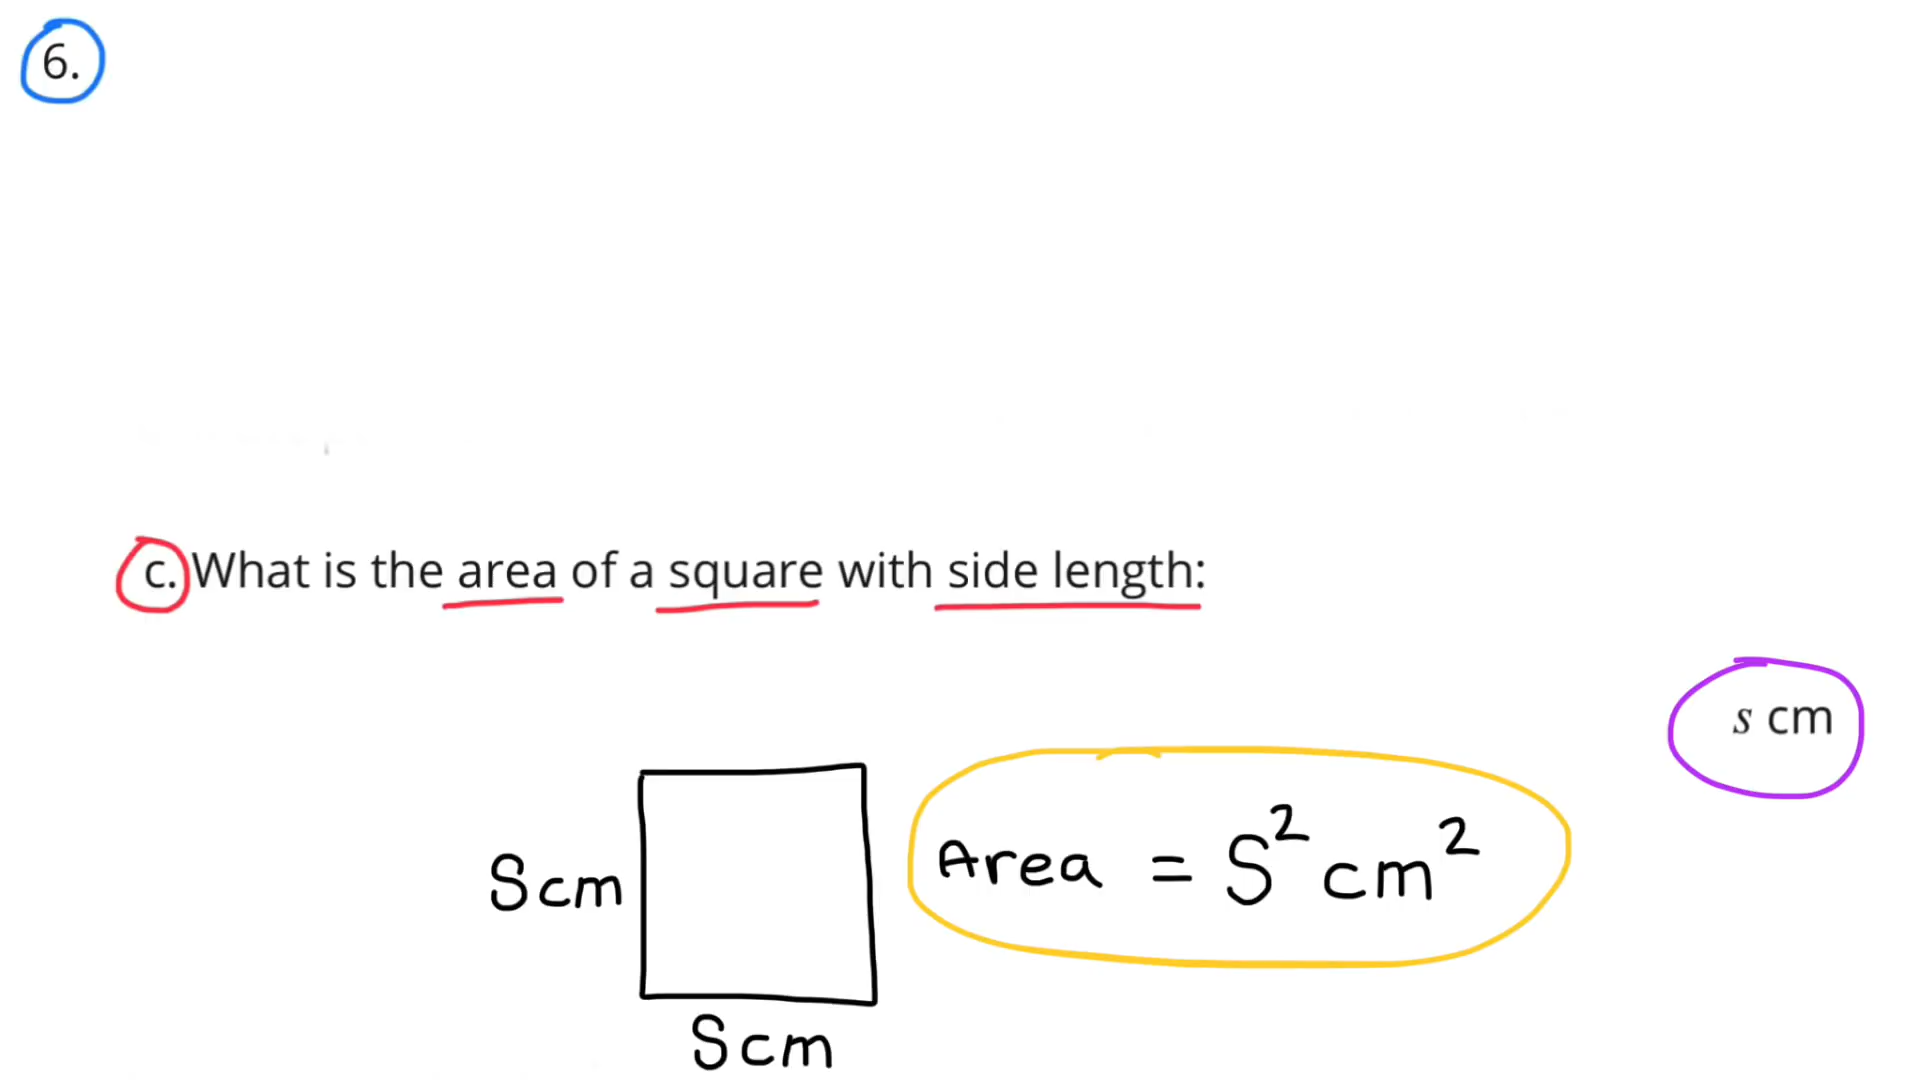 6.
c. What is the area of a square with side length:
s cm
Scm
Area = S² cm²
Scm